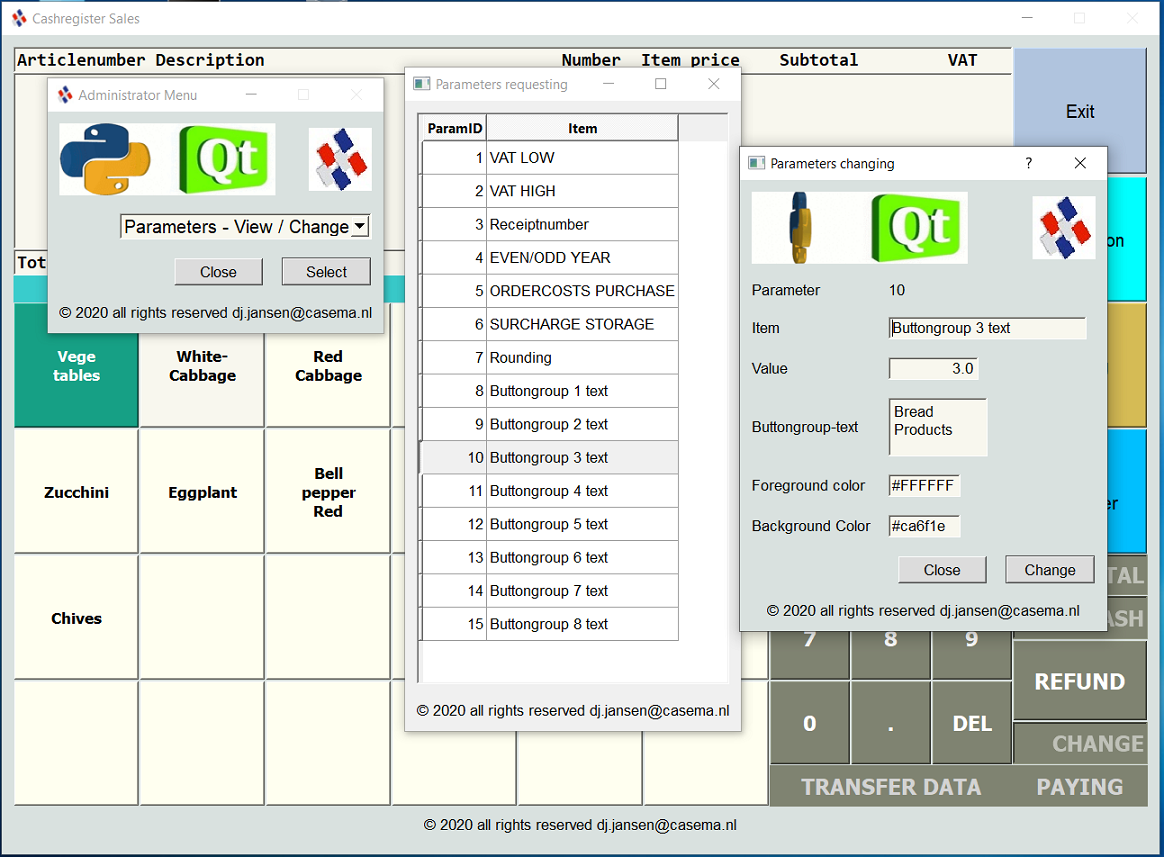 Cashregister Sales
Articlenumber Description Number Item price Subtotal VAT
Exit
on
Tot
er
Administrator Menu
Qt
Parameters - View / Change
Close Select
© 2020 all rights reserved dj.jansen@casema.nl
Parameters requesting
ParamID Item
1 VAT LOW
2 VAT HIGH
3 Receiptnumber
4 EVEN/ODD YEAR
5 ORDERCOSTS PURCHASE
6 SURCHARGE STORAGE
7 Rounding
8 Buttongroup 1 text
9 Buttongroup 2 text
10 Buttongroup 3 text
11 Buttongroup 4 text
12 Buttongroup 5 text
13 Buttongroup 6 text
14 Buttongroup 7 text
15 Buttongroup 8 text
© 2020 all rights reserved dj.jansen@casema.nl
Parameters changing ?
Qt
Parameter 10
Item Buttongroup 3 text
Value 3.0
Buttongroup-text Bread
Products
Foreground color #FFFFFF
Background Color #ca6f1e
Close Change
© 2020 all rights reserved dj.jansen@casema.nl
Vege
tables
White-
Cabbage
Red
Cabbage
Zucchini
Eggplant
Bell
pepper
Red
Chives
TAL
ASH
7 8 9
REFUND
0 . DEL
CHANGE
TRANSFER DATA PAYING
© 2020 all rights reserved dj.jansen@casema.nl